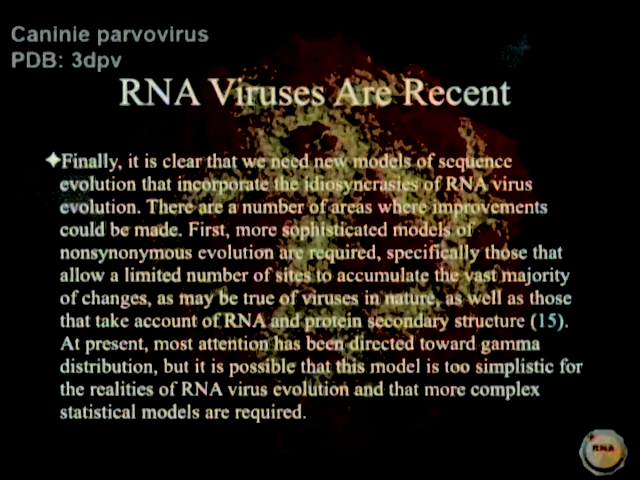 Caninie parvovirus
PDB: 3dpv
RNA Viruses Are Recent
✦Finally, it is clear that we need new models of sequence
evolution that incorporate the idiosyncrasies of RNA virus
evolution. There are a number of areas where improvements
could be made. First, more sophisticated models of
nonsynonymous evolution are required, specifically those that
allow a limited number of sites to accumulate the vast majority
of changes, as may be true of viruses in nature, as well as those
that take account of RNA and protein secondary structure (15).
At present, most attention has been directed toward gamma
distribution, but it is possible that this model is too simplistic for
the realities of RNA virus evolution and that more complex
statistical models are required.
RNA